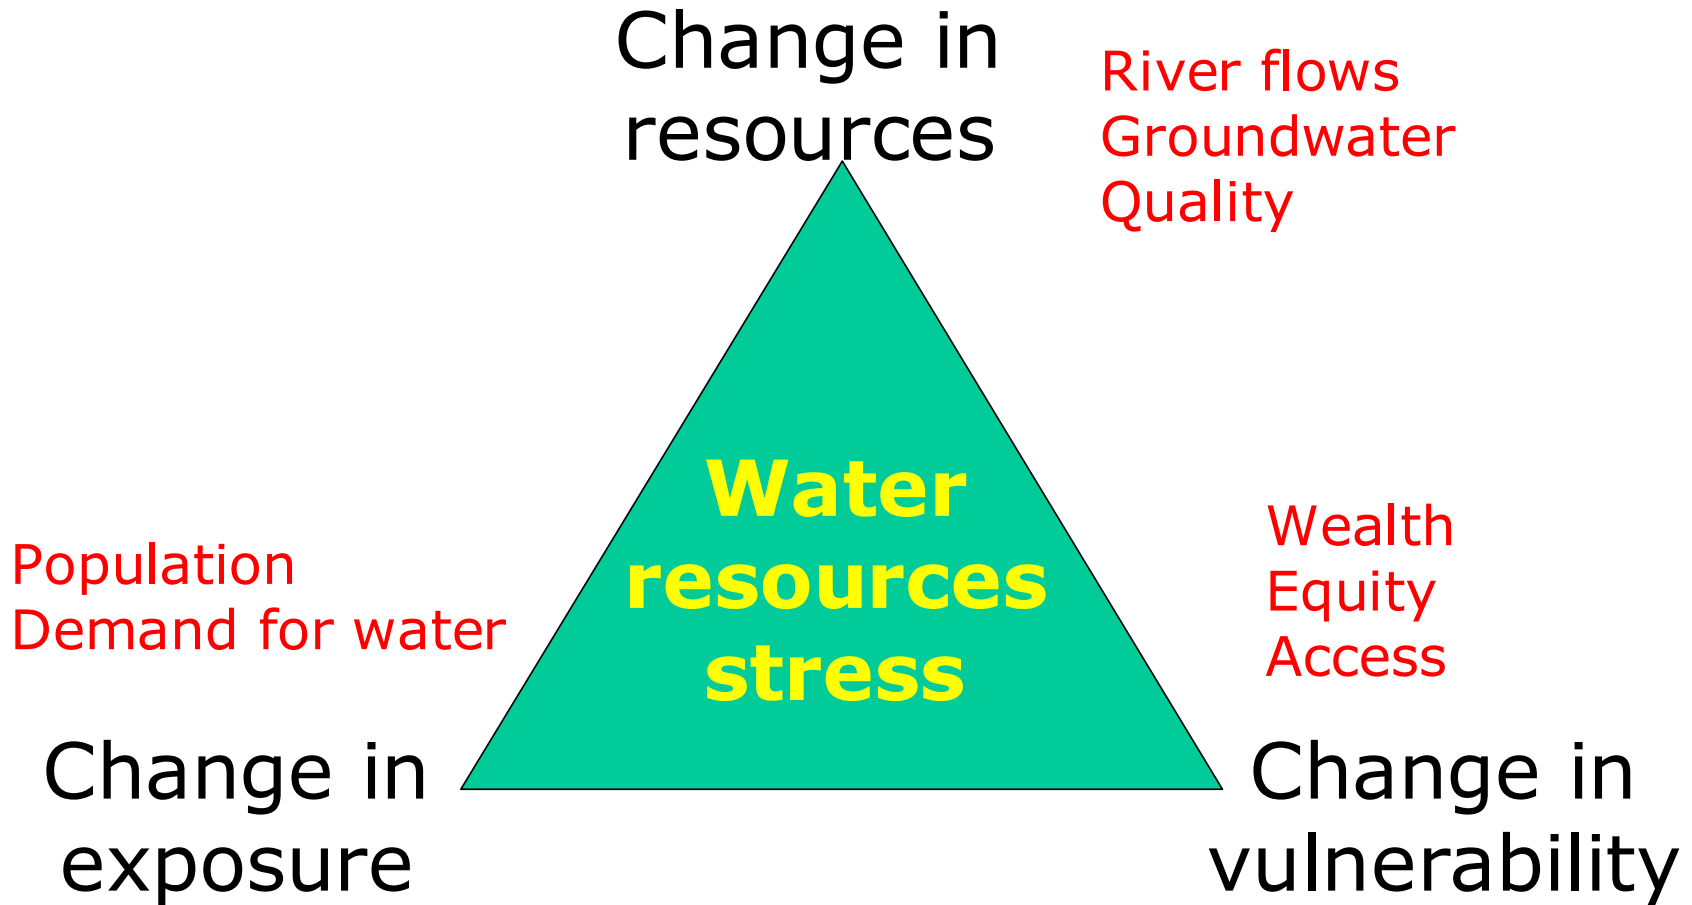 Change in
resources
River flows
Groundwater
Quality
Water
resources
stress
Population
Demand for water
Wealth
Equity
Access
Change in
exposure
Change in
vulnerability